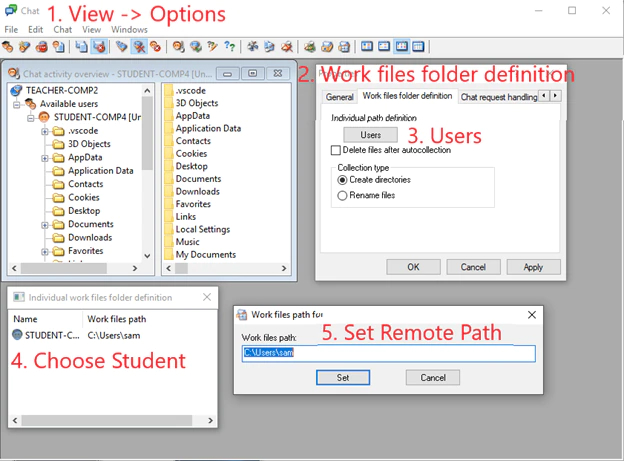 Chat
1. View -> Options
File Edit Chat View Windows
Chat activity overview - STUDENT-COMP4 [Un...
TEACHER-COMP2
Available users
STUDENT-COMP4 [Un
.vscode
3D Objects
AppData
Application Data
Contacts
Cookies
Desktop
Documents
Downloads
Favorites
.vscode
3D Objects
AppData
Application Data
Contacts
Cookies
Desktop
Documents
Downloads
Favorites
Links
Local Settings
Music
My Documents
2. Work files folder definition
General Work files folder definition Chat request handling
Individual path definition
Users
3. Users
Delete files after autocollection
Collection type
Create directories
Rename files
OK Cancel Apply
Individual work files folder definition
Name Work files path
STUDENT-C... C:\Users\sam
4. Choose Student
Work files path for
5. Set Remote Path
Work files path:
C:\Users\sam
Set Cancel